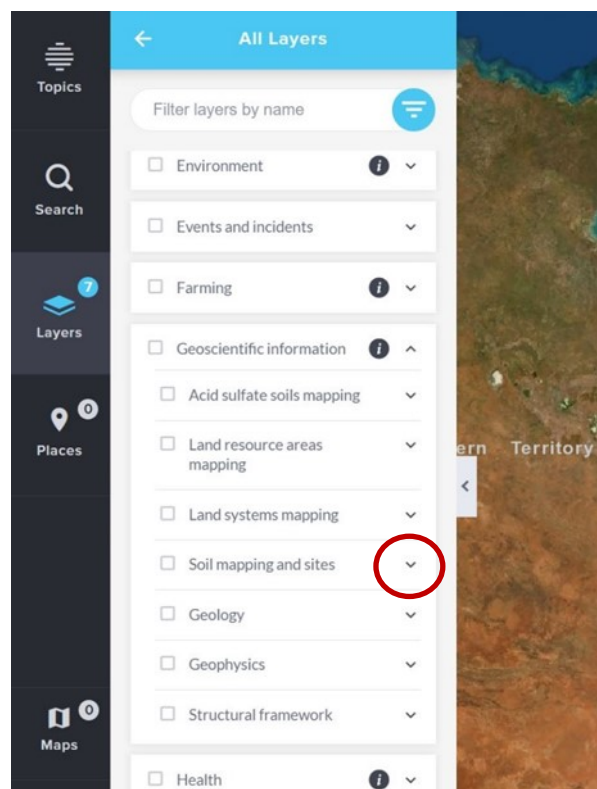 All Layers
Topics
Filter layers by name
Search
Environment
Events and incidents
7
Layers
Farming
Geoscientific information
Acid sulfate soils mapping
0
Places
Land resource areas
mapping
ern Territory
Land systems mapping
Soil mapping and sites
Geology
Geophysics
Structural framework
0
Maps
Health